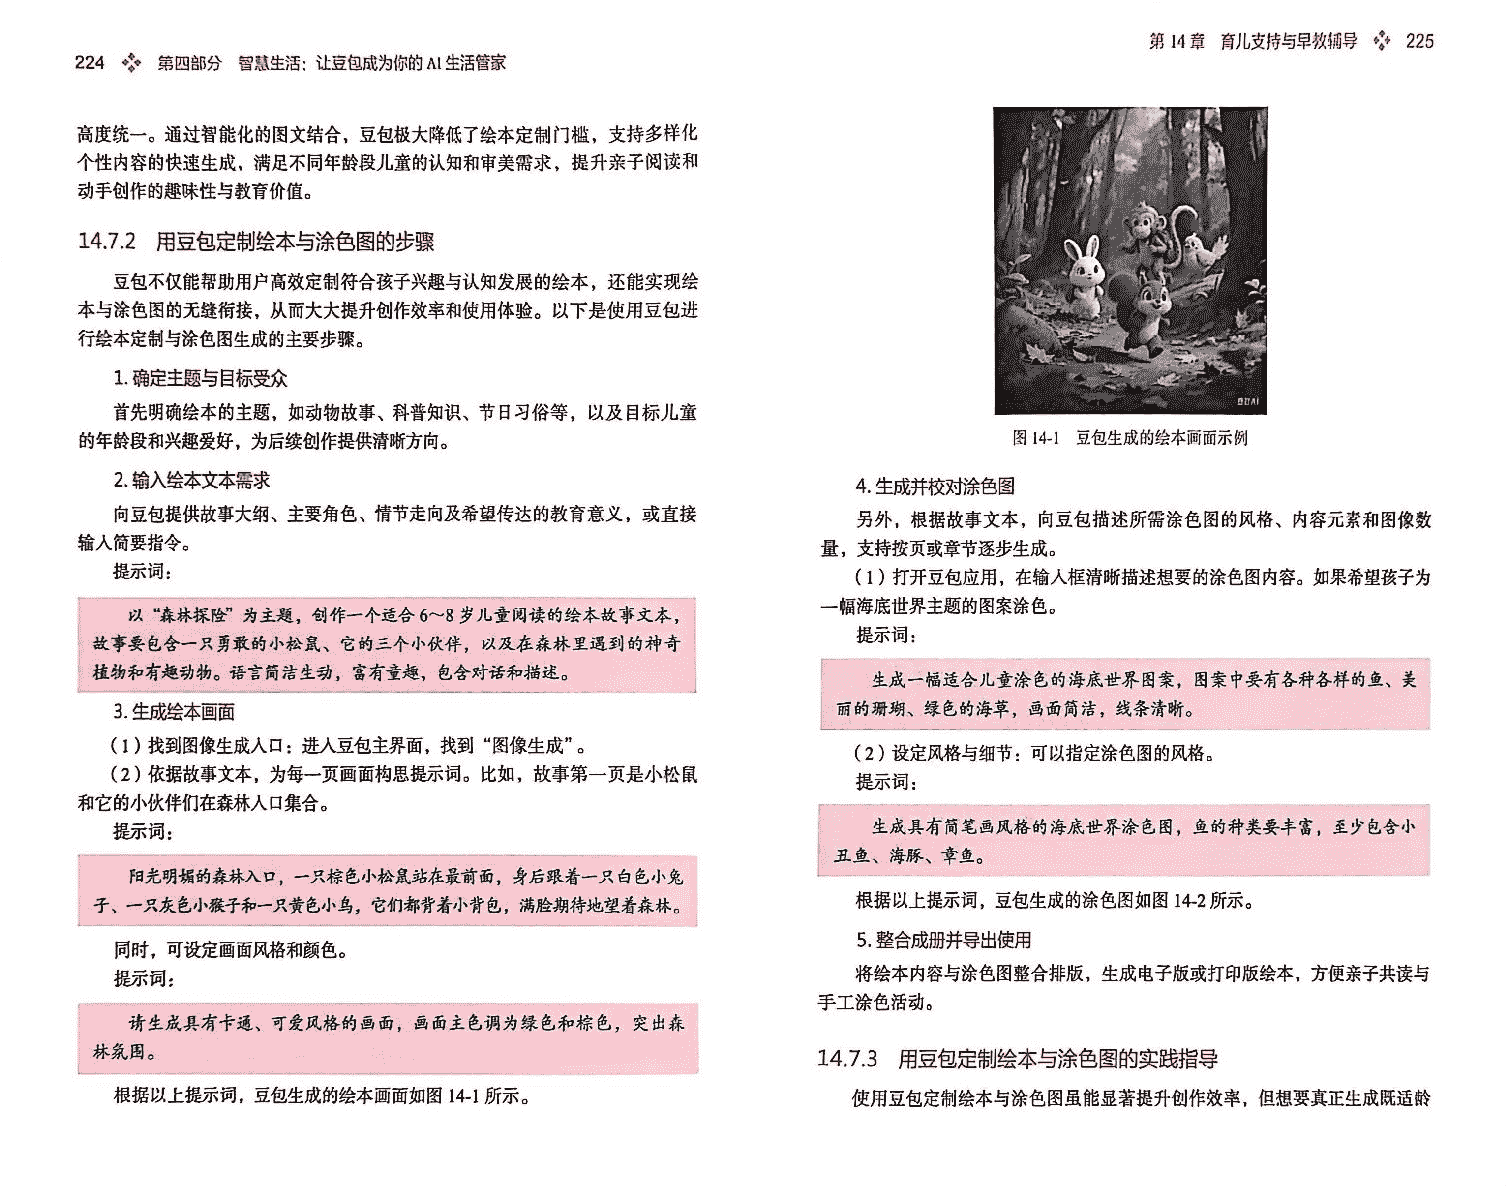 224 第四部分 智慧生活：让豆包成为你的AI生活管家
高度统一。通过智能化的图文结合，豆包极大降低了绘本定制门槛，支持多样化
个性内容的快速生成，满足不同年龄段儿童的认知和审美需求，提升亲子阅读和
动手创作的趣味性与教育价值。
14.7.2 用豆包定制绘本与涂色图的步骤
豆包不仅能帮助用户高效定制符合孩子兴趣与认知发展的绘本，还能实现绘
本与涂色图的无缝衔接，从而大大提升创作效率和使用体验。以下是使用豆包进
行绘本定制与涂色图生成的主要步骤。
1. 确定主题与目标受众
首先明确绘本的主题，如动物故事、科普知识、节日习俗等，以及目标儿童
的年龄段和兴趣爱好，为后续创作提供清晰方向。
2. 输入绘本文本需求
向豆包提供故事大纲、主要角色、情节走向及希望传达的教育意义，或直接
输入简要指令。
提示词：
以“森林探险”为主题，创作一个适合6～8岁儿童阅读的绘本故事文本，
故事要包含一只勇敢的小松鼠、它的三个小伙伴，以及在森林里遇到的神奇
植物和有趣动物。语言简洁生动，富有童趣，包含对话和描述。
3. 生成绘本画面
（1）找到图像生成入口：进入豆包主界面，找到“图像生成”。
（2）依据故事文本，为每一页画面构思提示词。比如，故事第一页是小松鼠
和它的小伙伴们在森林入口集合。
提示词：
阳光明媚的森林入口，一只棕色小松鼠站在最前面，身后跟着一只白色小兔
子、一只灰色小猴子和一只黄色小鸟，它们都背着小背包，满脸期待地望着森林。
同时，可设定画面风格和颜色。
提示词：
请生成具有卡通、可爱风格的画面，画面主色调为绿色和棕色，突出森
林氛围。
根据以上提示词，豆包生成的绘本画面如图 14-1 所示。
第 14 章 育儿支持与早教辅导 225
豆包AI
图 14-1 豆包生成的绘本画面示例
4. 生成并校对涂色图
另外，根据故事文本，向豆包描述所需涂色图的风格、内容元素和图像数
量，支持按页或章节逐步生成。
（1）打开豆包应用，在输入框清晰描述想要的涂色图内容。如果希望孩子为
一幅海底世界主题的图案涂色。
提示词：
生成一幅适合儿童涂色的海底世界图案，图案中要有各种各样的鱼、美
丽的珊瑚、绿色的海草，画面简洁，线条清晰。
（2）设定风格与细节：可以指定涂色图的风格。
提示词：
生成具有简笔画风格的海底世界涂色图，鱼的种类要丰富，至少包含小
丑鱼、海豚、章鱼。
根据以上提示词，豆包生成的涂色图如图 14-2 所示。
5. 整合成册并导出使用
将绘本内容与涂色图整合排版，生成电子版或打印版绘本，方便亲子共读与
手工涂色活动。
14.7.3 用豆包定制绘本与涂色图的实践指导
使用豆包定制绘本与涂色图虽能显著提升创作效率，但想要真正生成既适龄